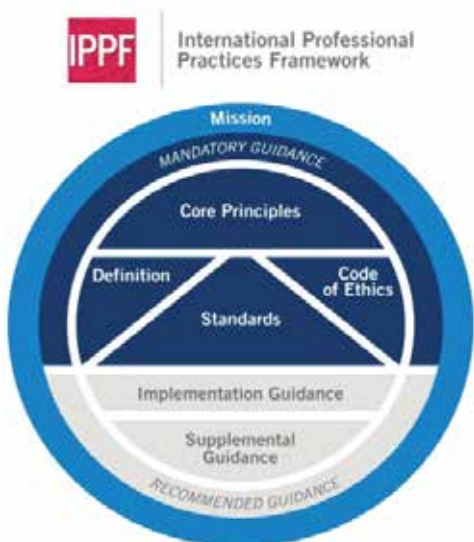 IPPF
International Professional
Practices Framework
Mission
MANDATORY GUIDANCE
Core Principles
Definition
Code
of Ethics
Standards
Implementation Guidance
Supplemental
Guidance
RECOMMENDED GUIDANCE